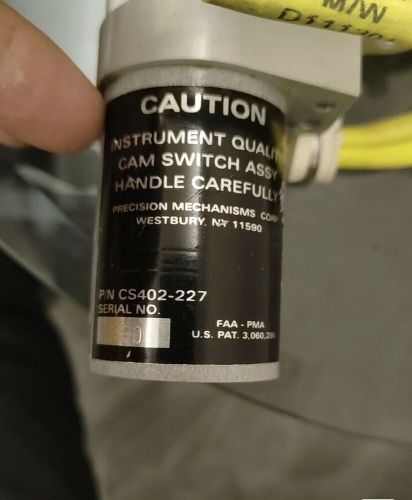 M/W
CAUTION
INSTRUMENT QUALITY
CAM SWITCH ASSY
HANDLE CAREFULLY
PRECISION MECHANISMS CORP
WESTBURY, NY 11590
P/N CS402-227
SERIAL NO.
FAA - PMA
U.S. PAT. 3,060,286